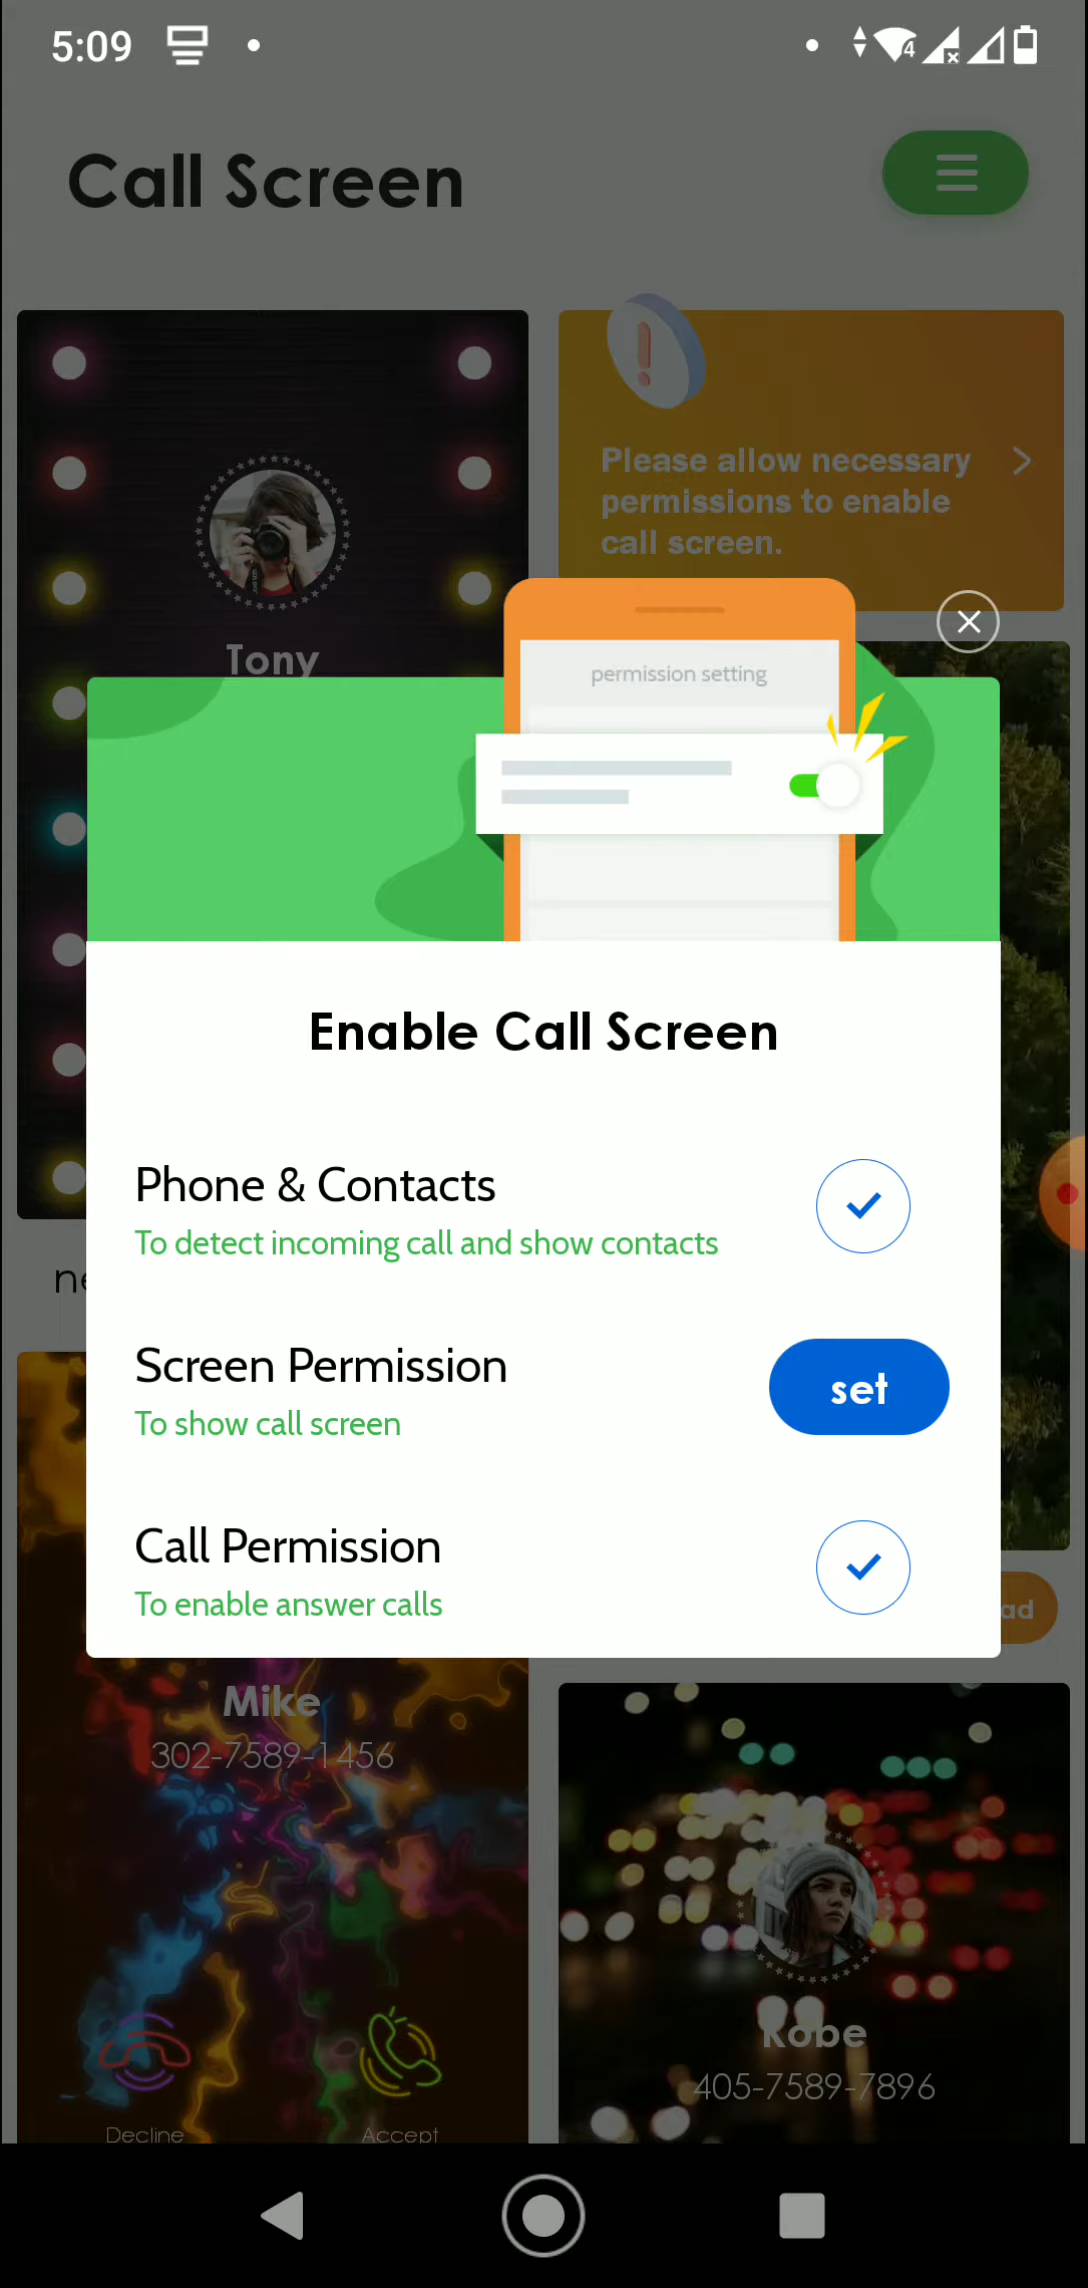 5:09
4
Call Screen
Please allow necessary
permissions to enable
call screen.
Tony
permission setting
Enable Call Screen
Phone & Contacts
To detect incoming call and show contacts
Screen Permission
To show call screen
set
Call Permission
To enable answer calls
Mike
302-7589-1456
Kobe
405-7589-7896
Decline
Accept